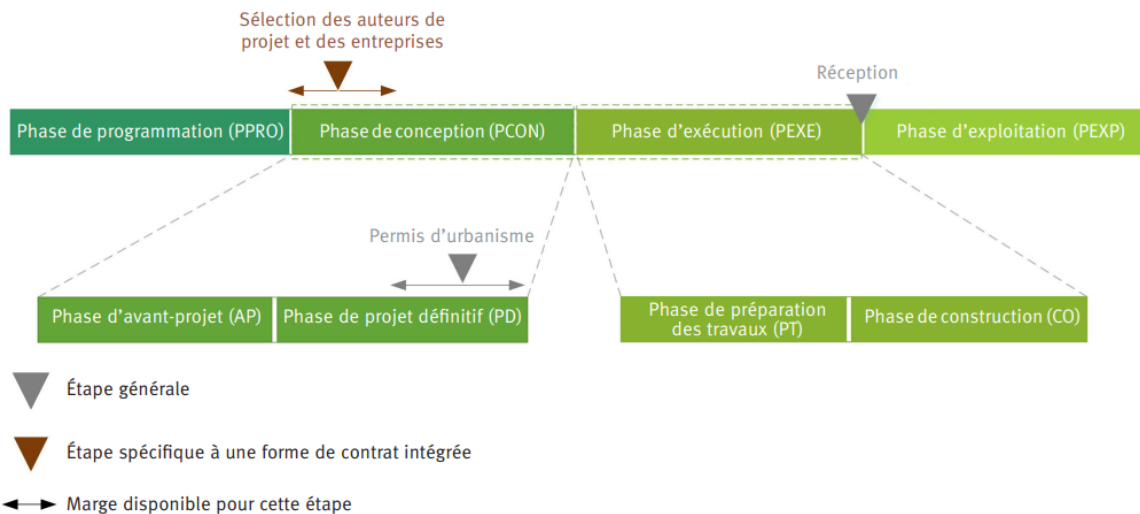 Sélection des auteurs de
projet et des entreprises
Réception
Phase de programmation (PPRO)
Phase de conception (PCON)
Phase d’exécution (PEXE)
Phase d’exploitation (PEXP)
Permis d’urbanisme
Phase d’avant-projet (AP)
Phase de projet définitif (PD)
Phase de préparation
des travaux (PT)
Phase de construction (CO)
Étape générale
Étape spécifique à une forme de contrat intégrée
Marge disponible pour cette étape